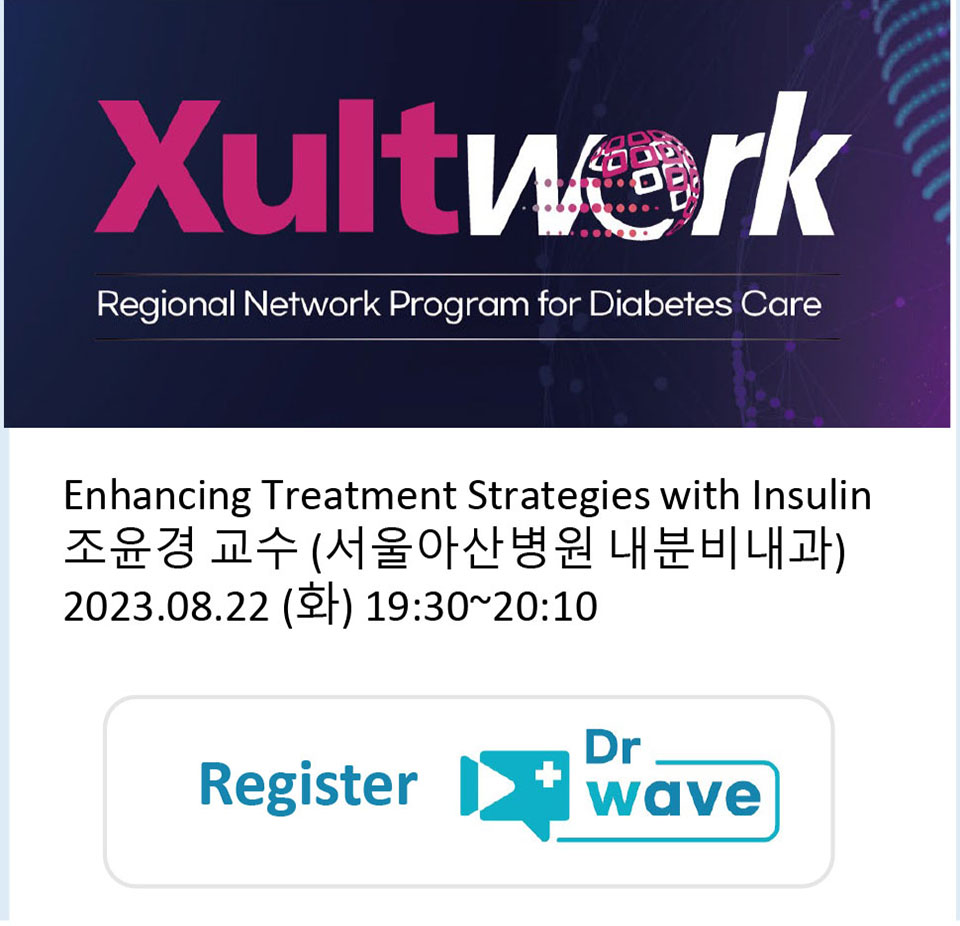 Xultwork
Regional Network Program for Diabetes Care
Enhancing Treatment Strategies with Insulin
조윤경 교수 (서울아산병원 내분비내과)
2023.08.22 (화) 19:30~20:10
Register
Dr
wave